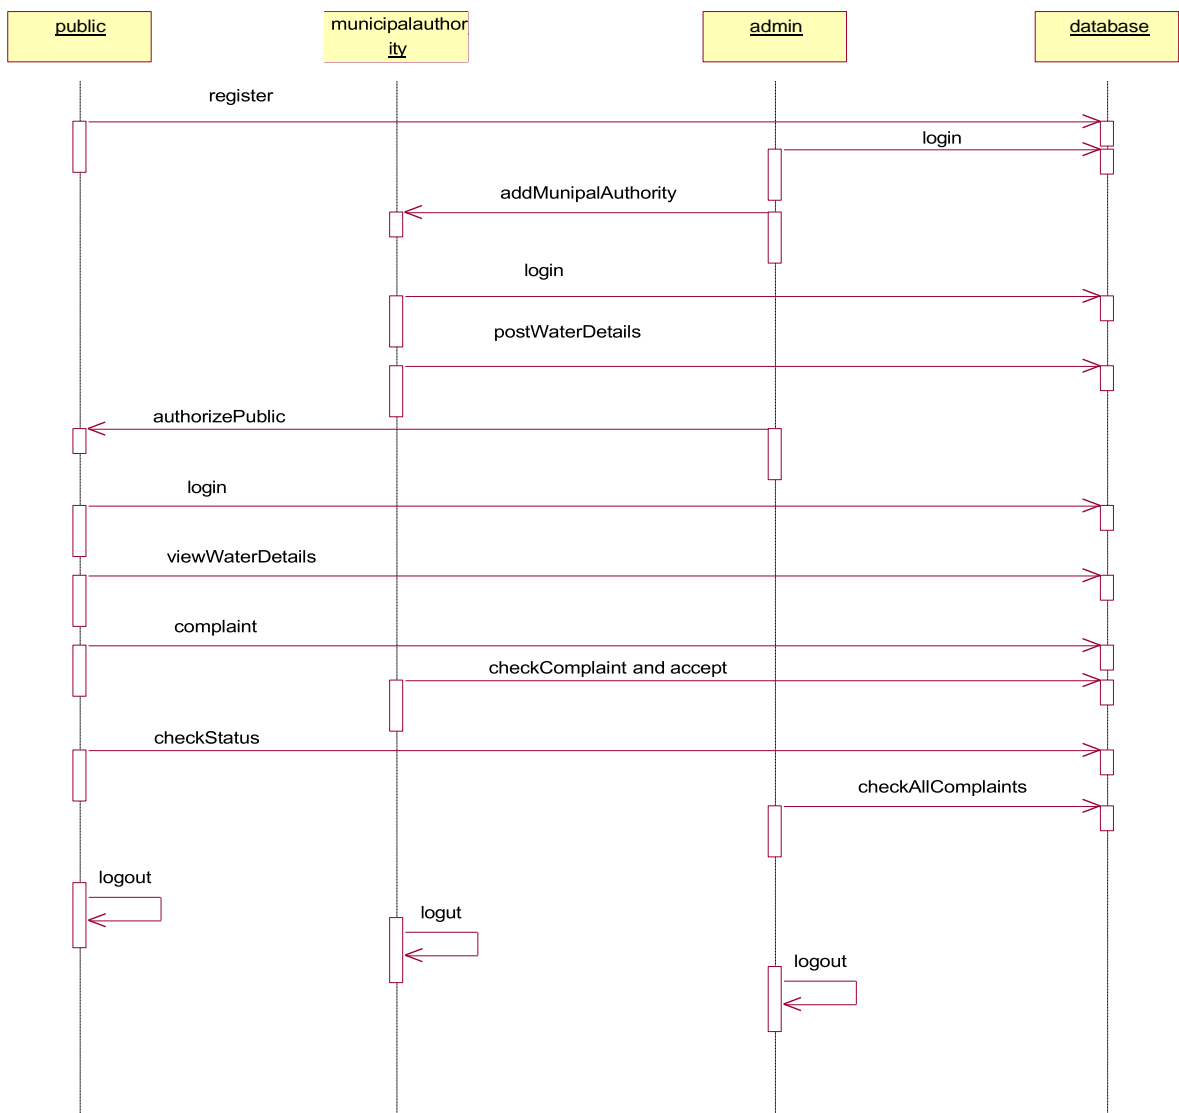 public
municipalauthor
ity
admin
database
register
login
addMunipalAuthority
login
postWaterDetails
authorizePublic
login
viewWaterDetails
complaint
checkComplaint and accept
checkStatus
checkAllComplaints
logout
logut
logout